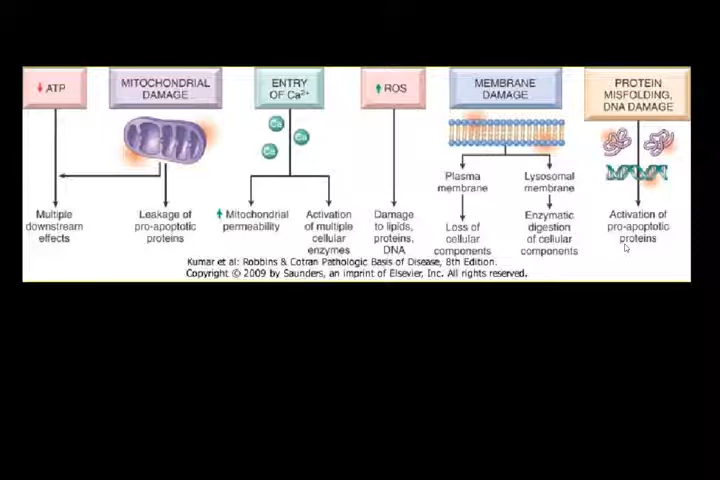 ↓ ATP
MITOCHONDRIAL
DAMAGE
ENTRY
OF Ca²⁺
↑ ROS
MEMBRANE
DAMAGE
PROTEIN
MISFOLDING,
DNA DAMAGE
Ca
Ca
Ca
Plasma
membrane
Lysosomal
membrane
Multiple
downstream
effects
Leakage of
pro-apoptotic
proteins
↑ Mitochondrial
permeability
Activation
of multiple
cellular
enzymes
Damage
to lipids,
proteins,
DNA
Loss of
cellular
components
Enzymatic
digestion
of cellular
components
Activation of
pro-apoptotic
proteins
Kumar et al: Robbins & Cotran Pathologic Basis of Disease, 8th Edition.
Copyright © 2009 by Saunders, an imprint of Elsevier, Inc. All rights reserved.